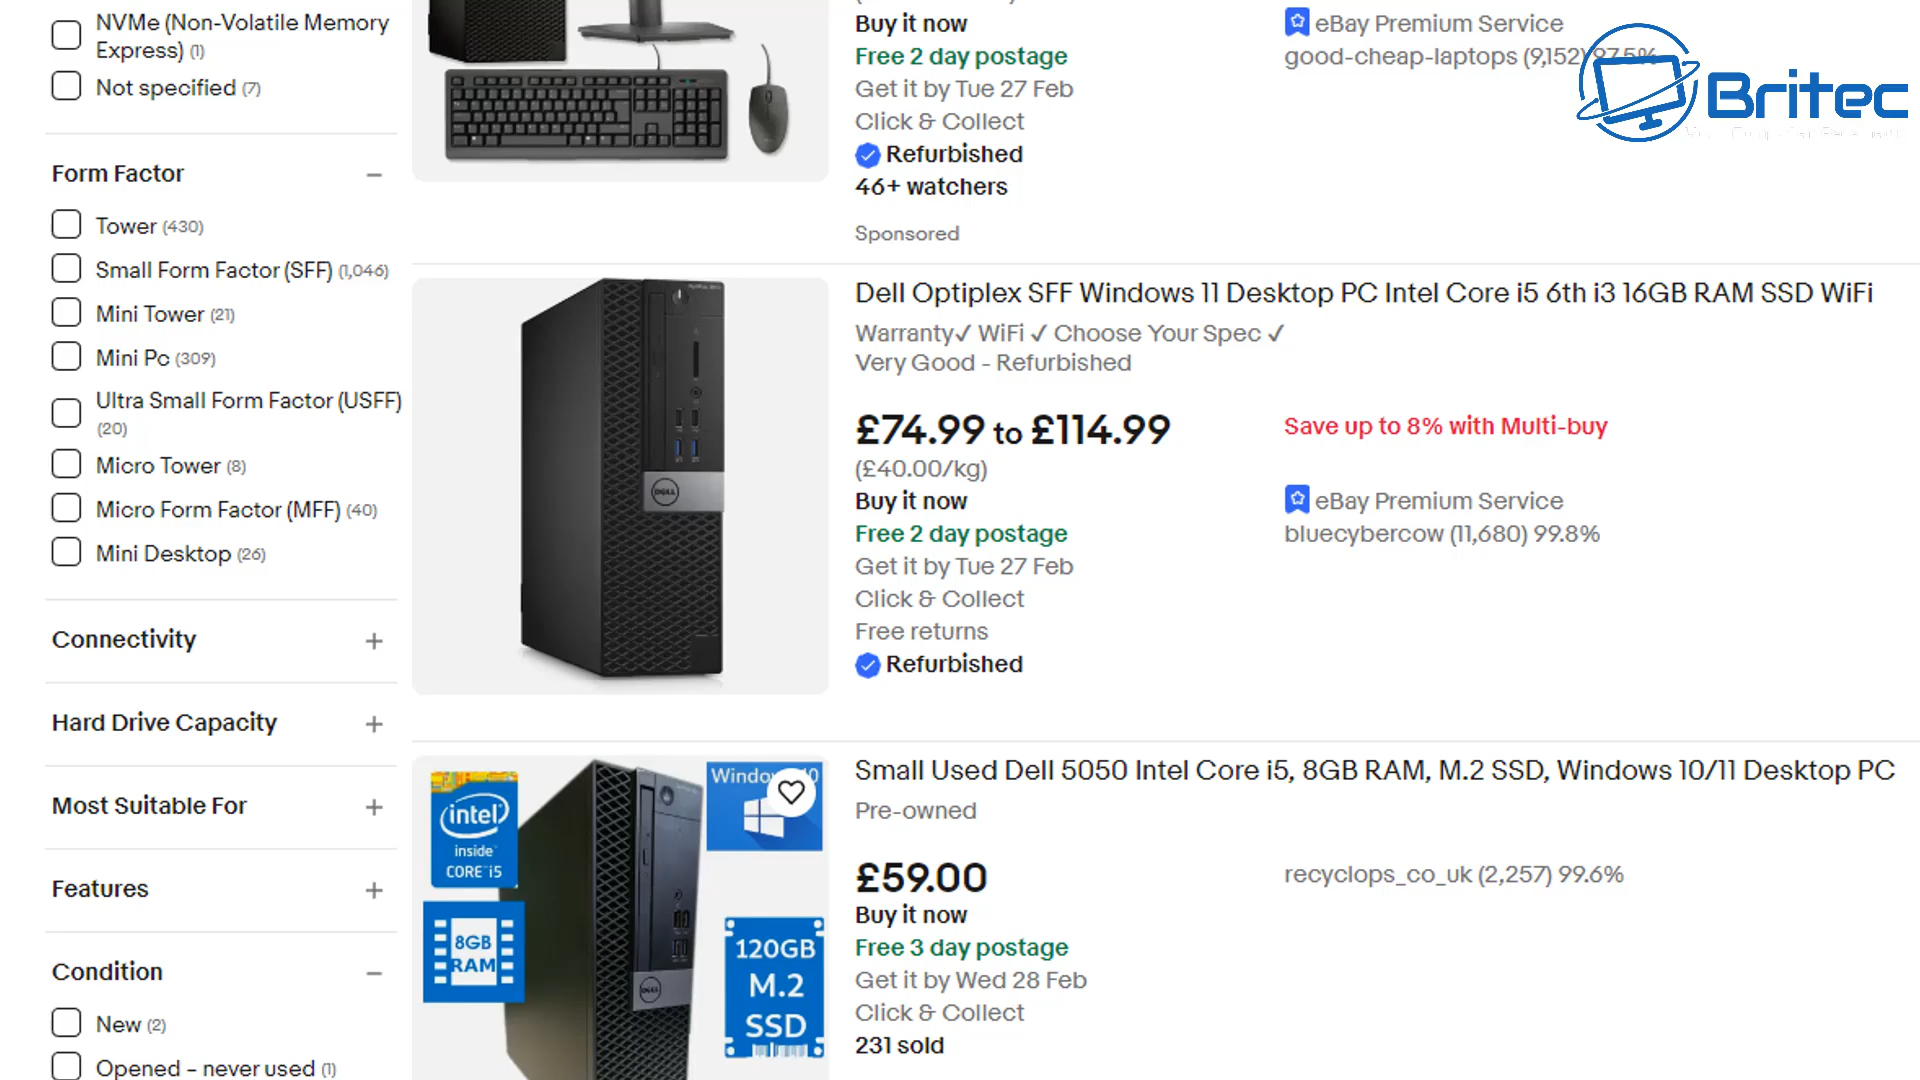 NVMe (Non-Volatile Memory
Express) (1)
Not specified (7)
Form Factor
Tower (430)
Small Form Factor (SFF) (1,046)
Mini Tower (21)
Mini Pc (309)
Ultra Small Form Factor (USFF)
(20)
Micro Tower (8)
Micro Form Factor (MFF) (40)
Mini Desktop (26)
Connectivity
Hard Drive Capacity
Most Suitable For
Features
Condition
New (2)
Opened – never used (1)
Buy it now
Free 2 day postage
Get it by Tue 27 Feb
Click & Collect
Refurbished
46+ watchers
Sponsored
eBay Premium Service
good-cheap-laptops (9,152) 97.5%
Britec
Dell Optiplex SFF Windows 11 Desktop PC Intel Core i5 6th i3 16GB RAM SSD WiFi
Warranty✓ WiFi ✓ Choose Your Spec ✓
Very Good - Refurbished
£74.99 to £114.99
(£40.00/kg)
Buy it now
Free 2 day postage
Get it by Tue 27 Feb
Click & Collect
Free returns
Refurbished
Save up to 8% with Multi-buy
eBay Premium Service
bluecybercow (11,680) 99.8%
DELL
Small Used Dell 5050 Intel Core i5, 8GB RAM, M.2 SSD, Windows 10/11 Desktop PC
Pre-owned
£59.00
Buy it now
Free 3 day postage
Get it by Wed 28 Feb
Click & Collect
231 sold
recyclops_co_uk (2,257) 99.6%
intel
inside
CORE i5
8GB
RAM
DELL
120GB
M.2
SSD